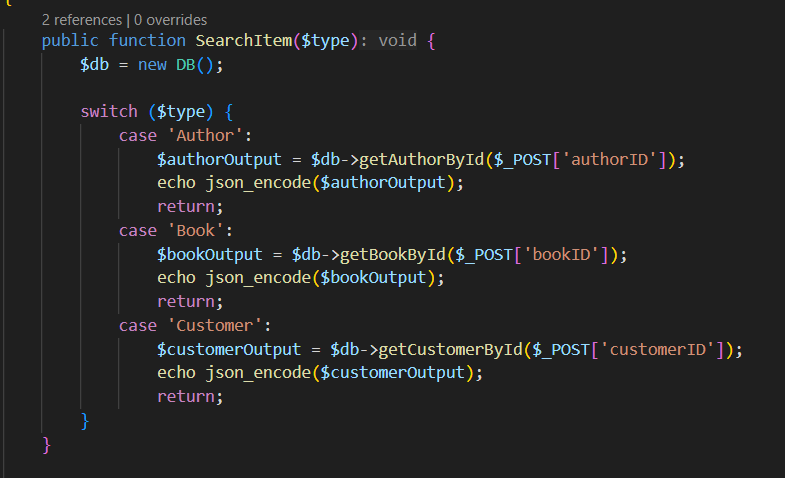 {
2 references | 0 overrides
public function SearchItem($type): void {
$db = new DB();
switch ($type) {
case 'Author':
$authorOutput = $db->getAuthorById($_POST['authorID']);
echo json_encode($authorOutput);
return;
case 'Book':
$bookOutput = $db->getBookById($_POST['bookID']);
echo json_encode($bookOutput);
return;
case 'Customer':
$customerOutput = $db->getCustomerById($_POST['customerID']);
echo json_encode($customerOutput);
return;
}
}